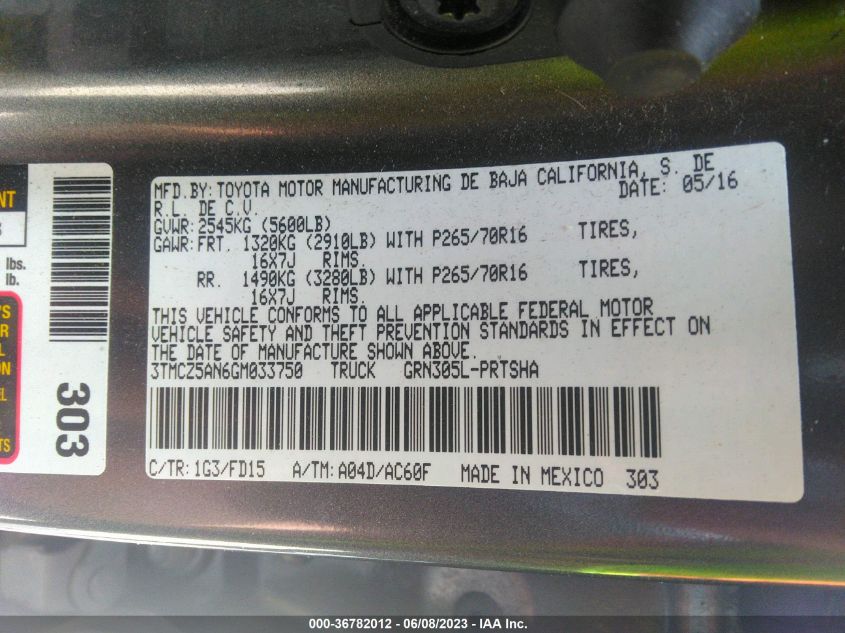 MFD. BY: TOYOTA MOTOR MANUFACTURING DE BAJA CALIFORNIA, S. DE
R.L. DE C.V. DATE: 05/16
GVWR: 2545KG (5600LB)
GAWR: FRT. 1320KG (2910LB) WITH P265/70R16 TIRES,
16X7J RIMS.
RR. 1490KG (3280LB) WITH P265/70R16 TIRES,
16X7J RIMS.
THIS VEHICLE CONFORMS TO ALL APPLICABLE FEDERAL MOTOR
VEHICLE SAFETY AND THEFT PREVENTION STANDARDS IN EFFECT ON
THE DATE OF MANUFACTURE SHOWN ABOVE.
3TMCZ5AN6GM033750 TRUCK GRN305L-PRTSHA
C/TR: 1G3/FD15 A/TM: A04D/AC60F MADE IN MEXICO 303
303
lbs.
lb.
000-36782012 - 06/08/2023 - IAA Inc.